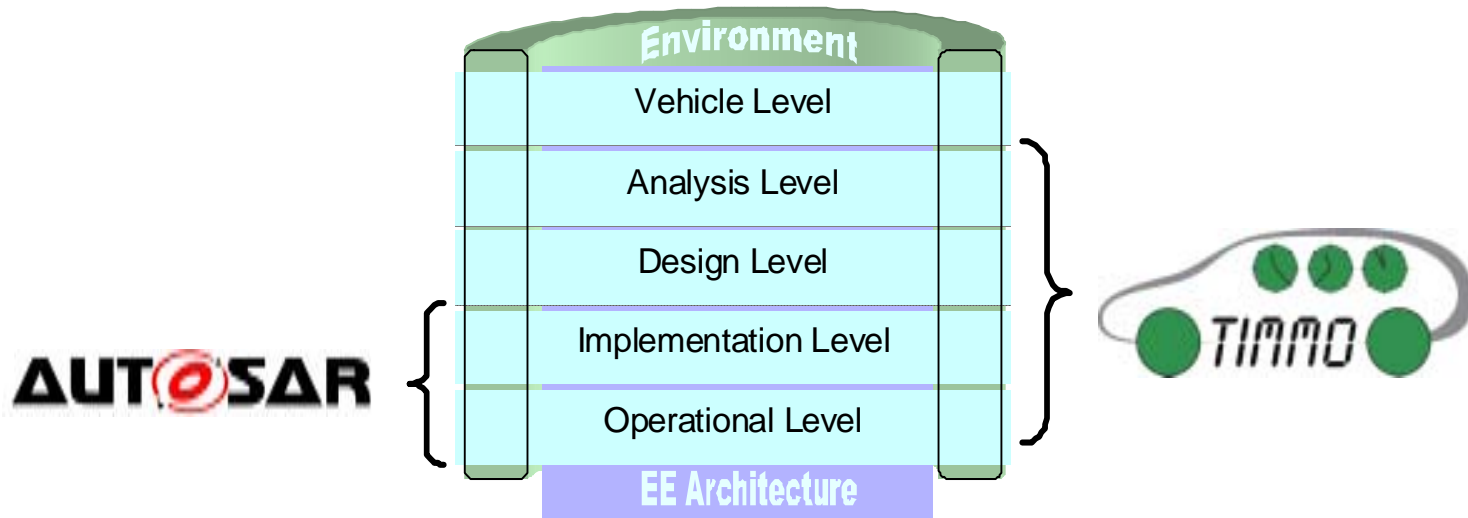 Environment
Vehicle Level
Analysis Level
Design Level
Implementation Level
Operational Level
EE Architecture
AUTOSAR
TIMMO